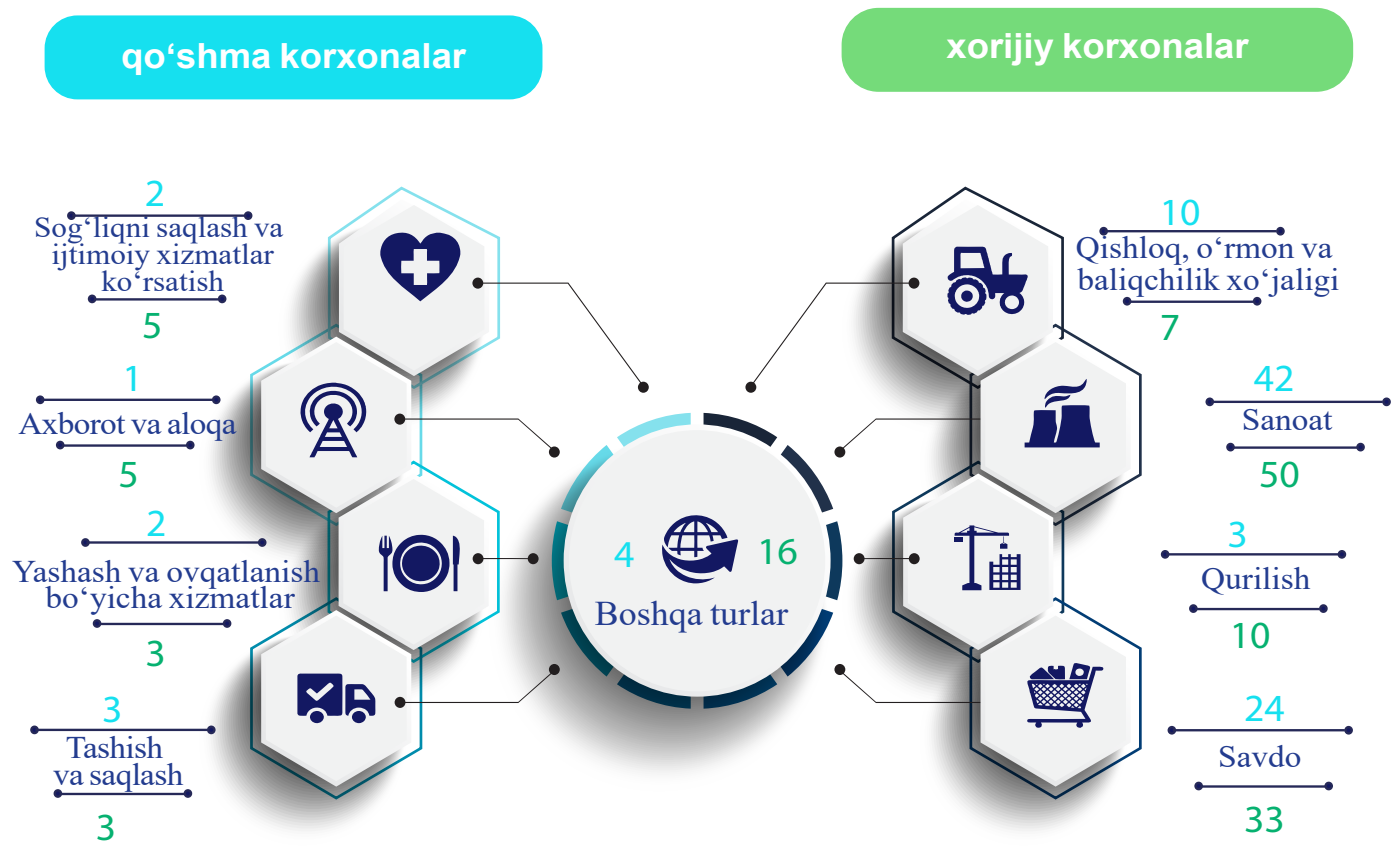 qo‘shma korxonalar
xorijiy korxonalar
2
Sog‘liqni saqlash va
ijtimoiy xizmatlar
ko‘rsatish
5
1
Axborot va aloqa
5
2
Yashash va ovqatlanish
bo‘yicha xizmatlar
3
3
Tashish
va saqlash
3
4
16
Boshqa turlar
10
Qishloq, o‘rmon va
baliqchilik xo‘jaligi
7
42
Sanoat
50
3
Qurilish
10
24
Savdo
33